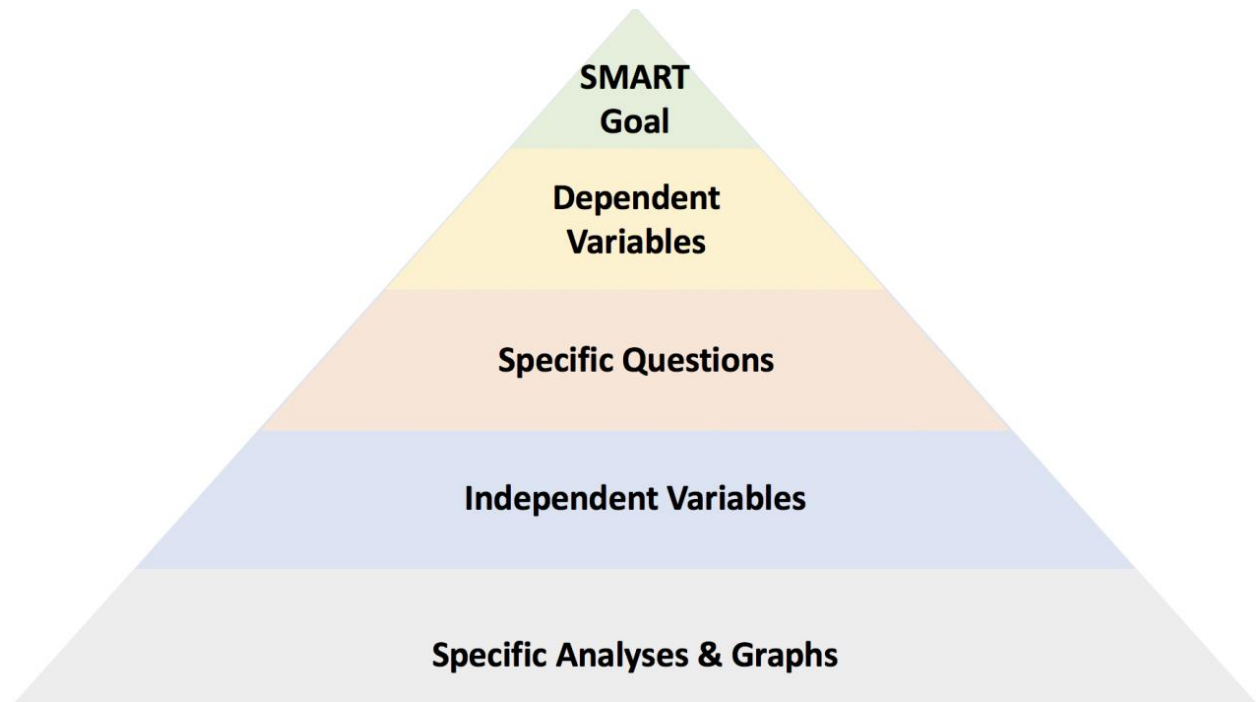 SMART
Goal
Dependent
Variables
Specific Questions
Independent Variables
Specific Analyses & Graphs